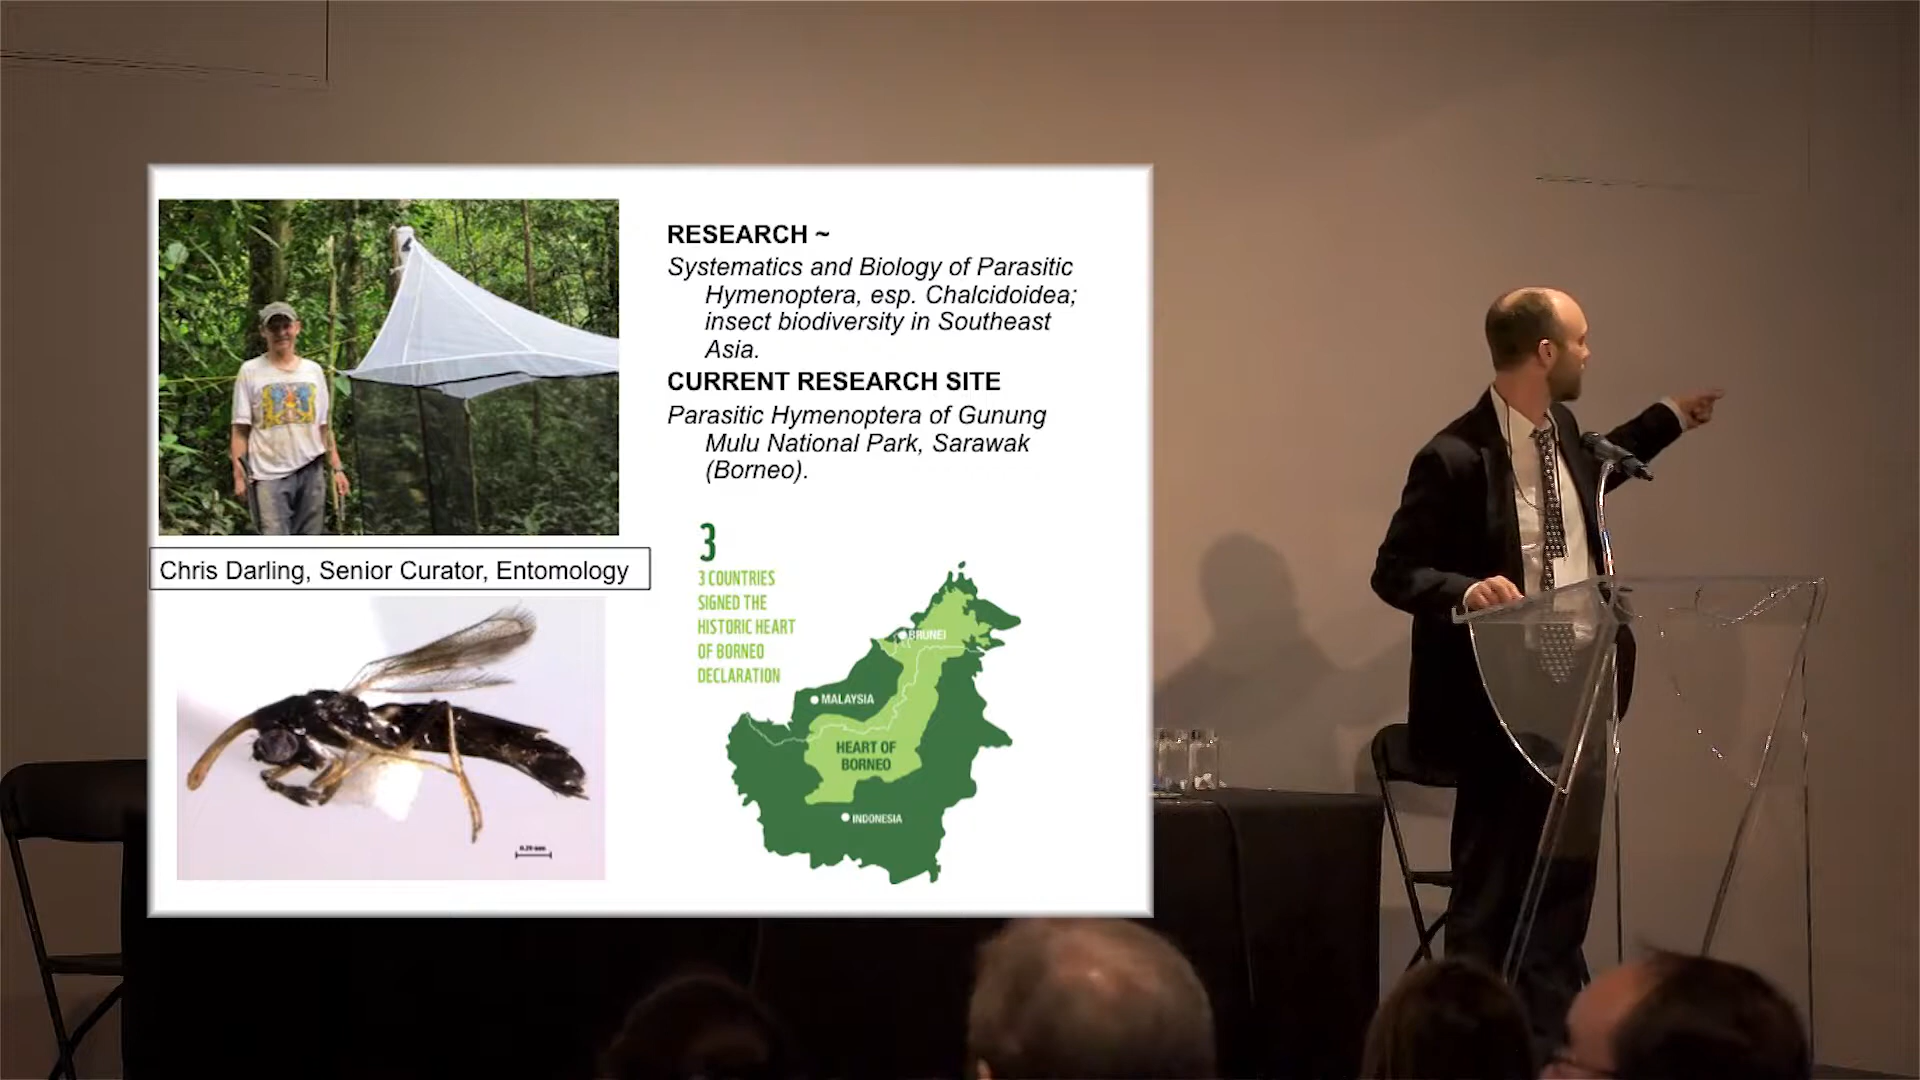 RESEARCH ~
Systematics and Biology of Parasitic
Hymenoptera, esp. Chalcidoidea;
insect biodiversity in Southeast
Asia.
CURRENT RESEARCH SITE
Parasitic Hymenoptera of Gunung
Mulu National Park, Sarawak
(Borneo).
Chris Darling, Senior Curator, Entomology
3
3 COUNTRIES
SIGNED THE
HISTORIC HEART
OF BORNEO
DECLARATION
BRUNEI
MALAYSIA
HEART OF
BORNEO
INDONESIA